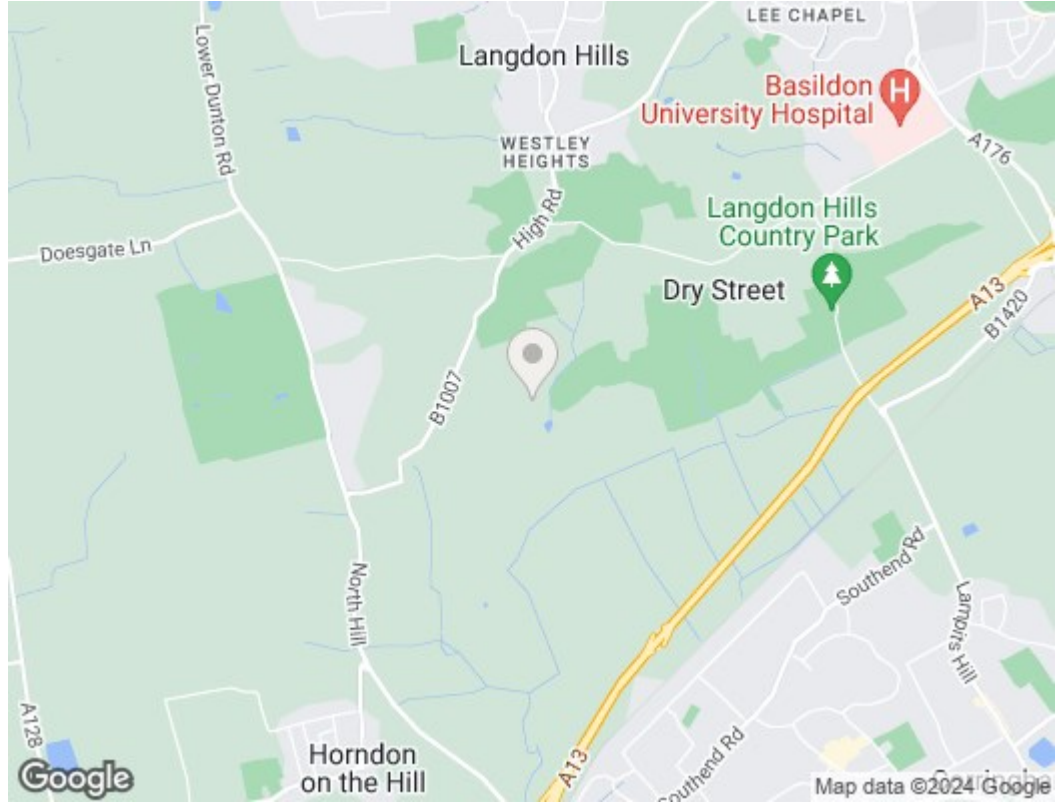 LEE CHAPEL
Langdon Hills
Basildon
University Hospital
H
Lower Dunton Rd
WESTLEY
HEIGHTS
A176
High Rd
Langdon Hills
Country Park
Doesgate Ln
Dry Street
A13
B1420
B1007
North Hill
Southend Rd
Lampits Hill
A128
Horndon
on the Hill
A13
Southend Rd
Google
Map data ©2024 Google